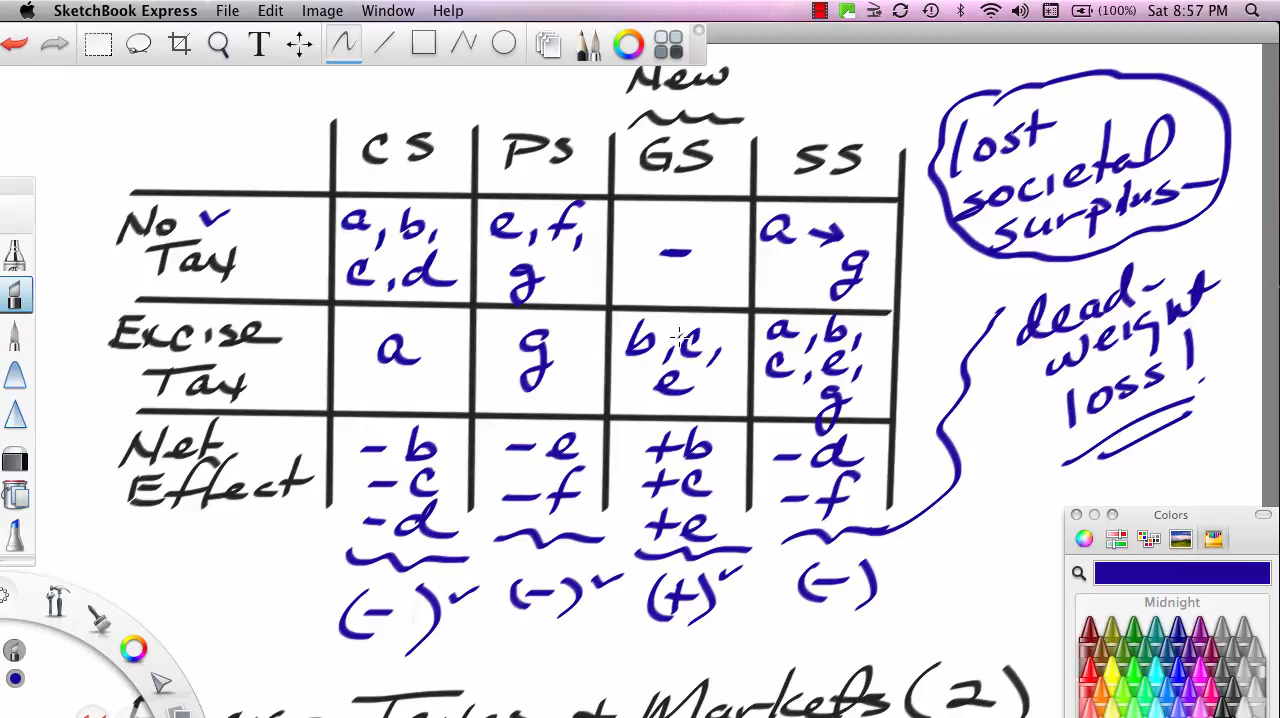 SketchBook Express File Edit Image Window Help (100%) Sat 8:57 PM
T
New
CS PS GS SS
No Tax a, b, c, d e, f, g - a → g
Excise Tax a g b, c, e a, b, c, e, g
Net Effect -b -c -d -e -f +b +c +e -d -f
(-) (-) (+) (-)
lost
societal
surplus
dead-
weight
loss!
Colors
Midnight
Taxes & Markets (2)